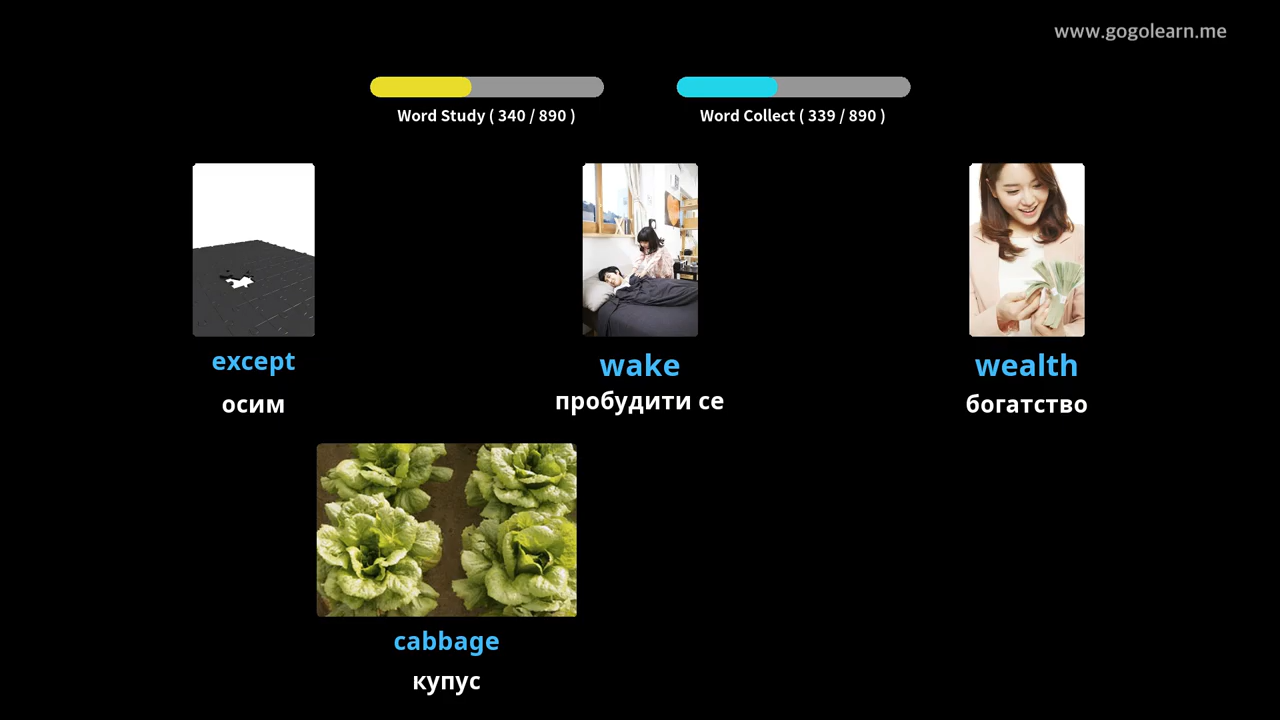 www.gogolearn.me
Word Study ( 340 / 890 )
Word Collect ( 339 / 890 )
except
осим
wake
пробудити се
wealth
богатство
cabbage
купус